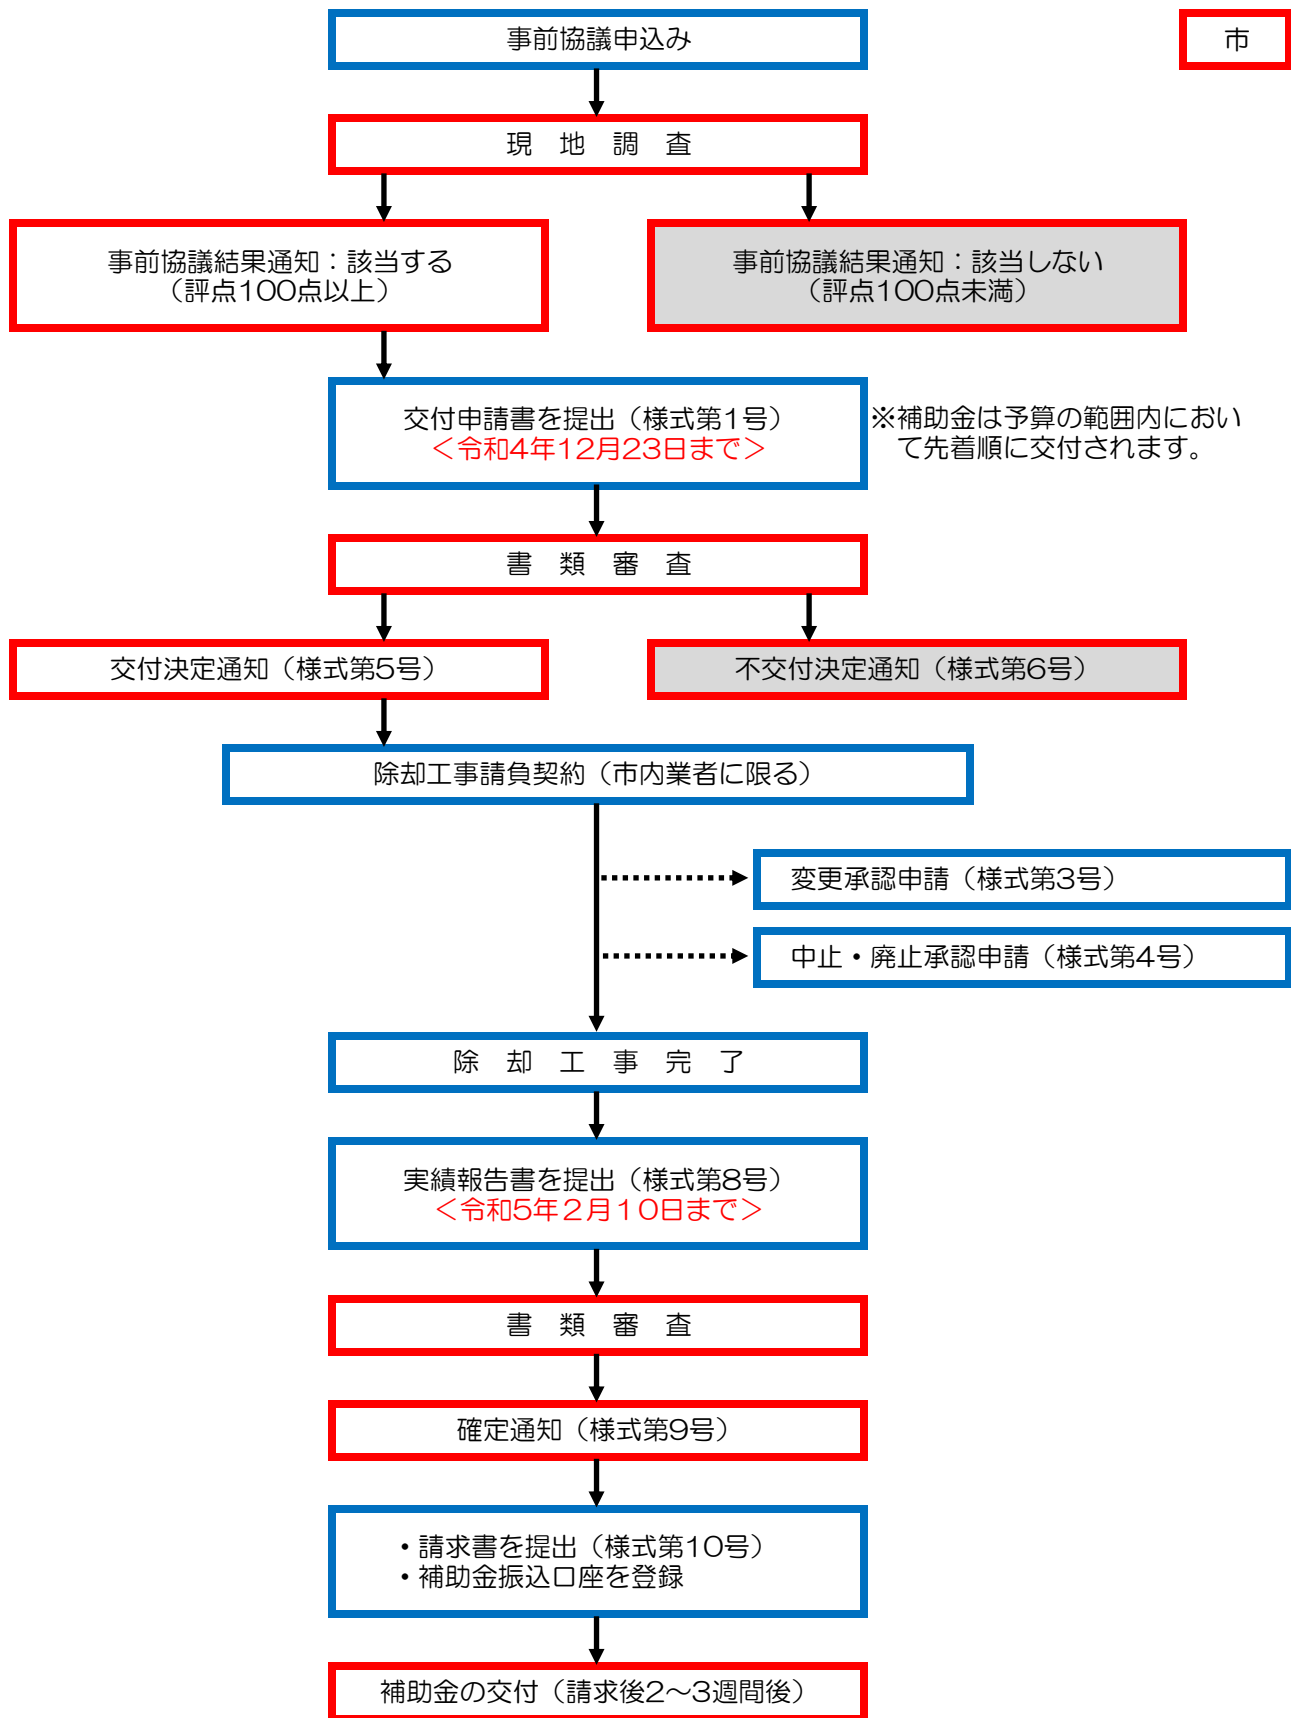 事前協議申込み
市
現　地　調　査
事前協議結果通知：該当する
（評点100点以上）
事前協議結果通知：該当しない
（評点100点未満）
交付申請書を提出（様式第1号）
＜令和4年12月23日まで＞
※補助金は予算の範囲内におい
て先着順に交付されます。
書　類　審　査
交付決定通知（様式第5号）
不交付決定通知（様式第6号）
除却工事請負契約（市内業者に限る）
変更承認申請（様式第3号）
中止・廃止承認申請（様式第4号）
除　却　工　事　完　了
実績報告書を提出（様式第8号）
＜令和5年２月１０日まで＞
書　類　審　査
確定通知（様式第9号）
・請求書を提出（様式第10号）
・補助金振込口座を登録
補助金の交付（請求後2～3週間後）